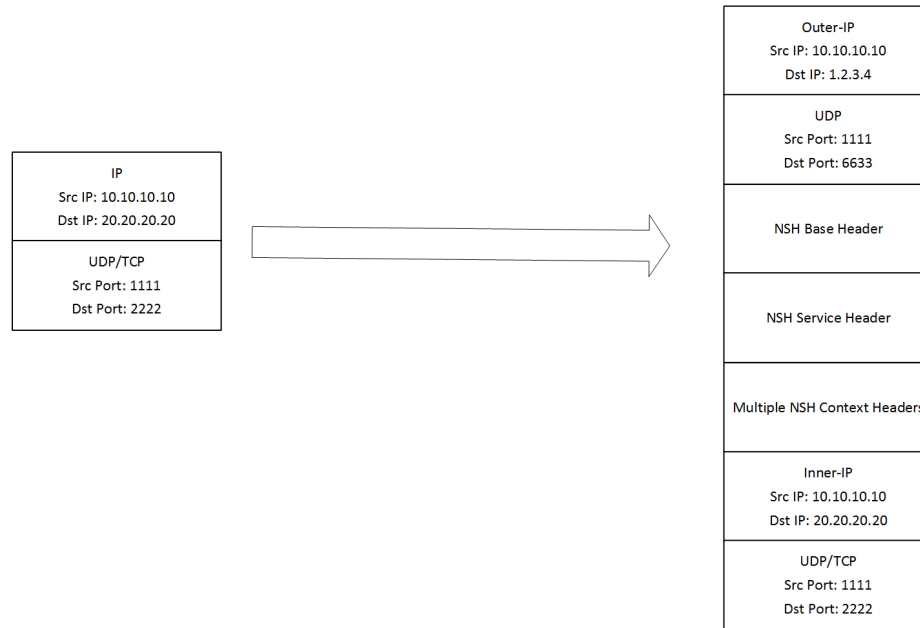 IP
Src IP: 10.10.10.10
Dst IP: 20.20.20.20
UDP/TCP
Src Port: 1111
Dst Port: 2222
Outer-IP
Src IP: 10.10.10.10
Dst IP: 1.2.3.4
UDP
Src Port: 1111
Dst Port: 6633
NSH Base Header
NSH Service Header
Multiple NSH Context Headers
Inner-IP
Src IP: 10.10.10.10
Dst IP: 20.20.20.20
UDP/TCP
Src Port: 1111
Dst Port: 2222